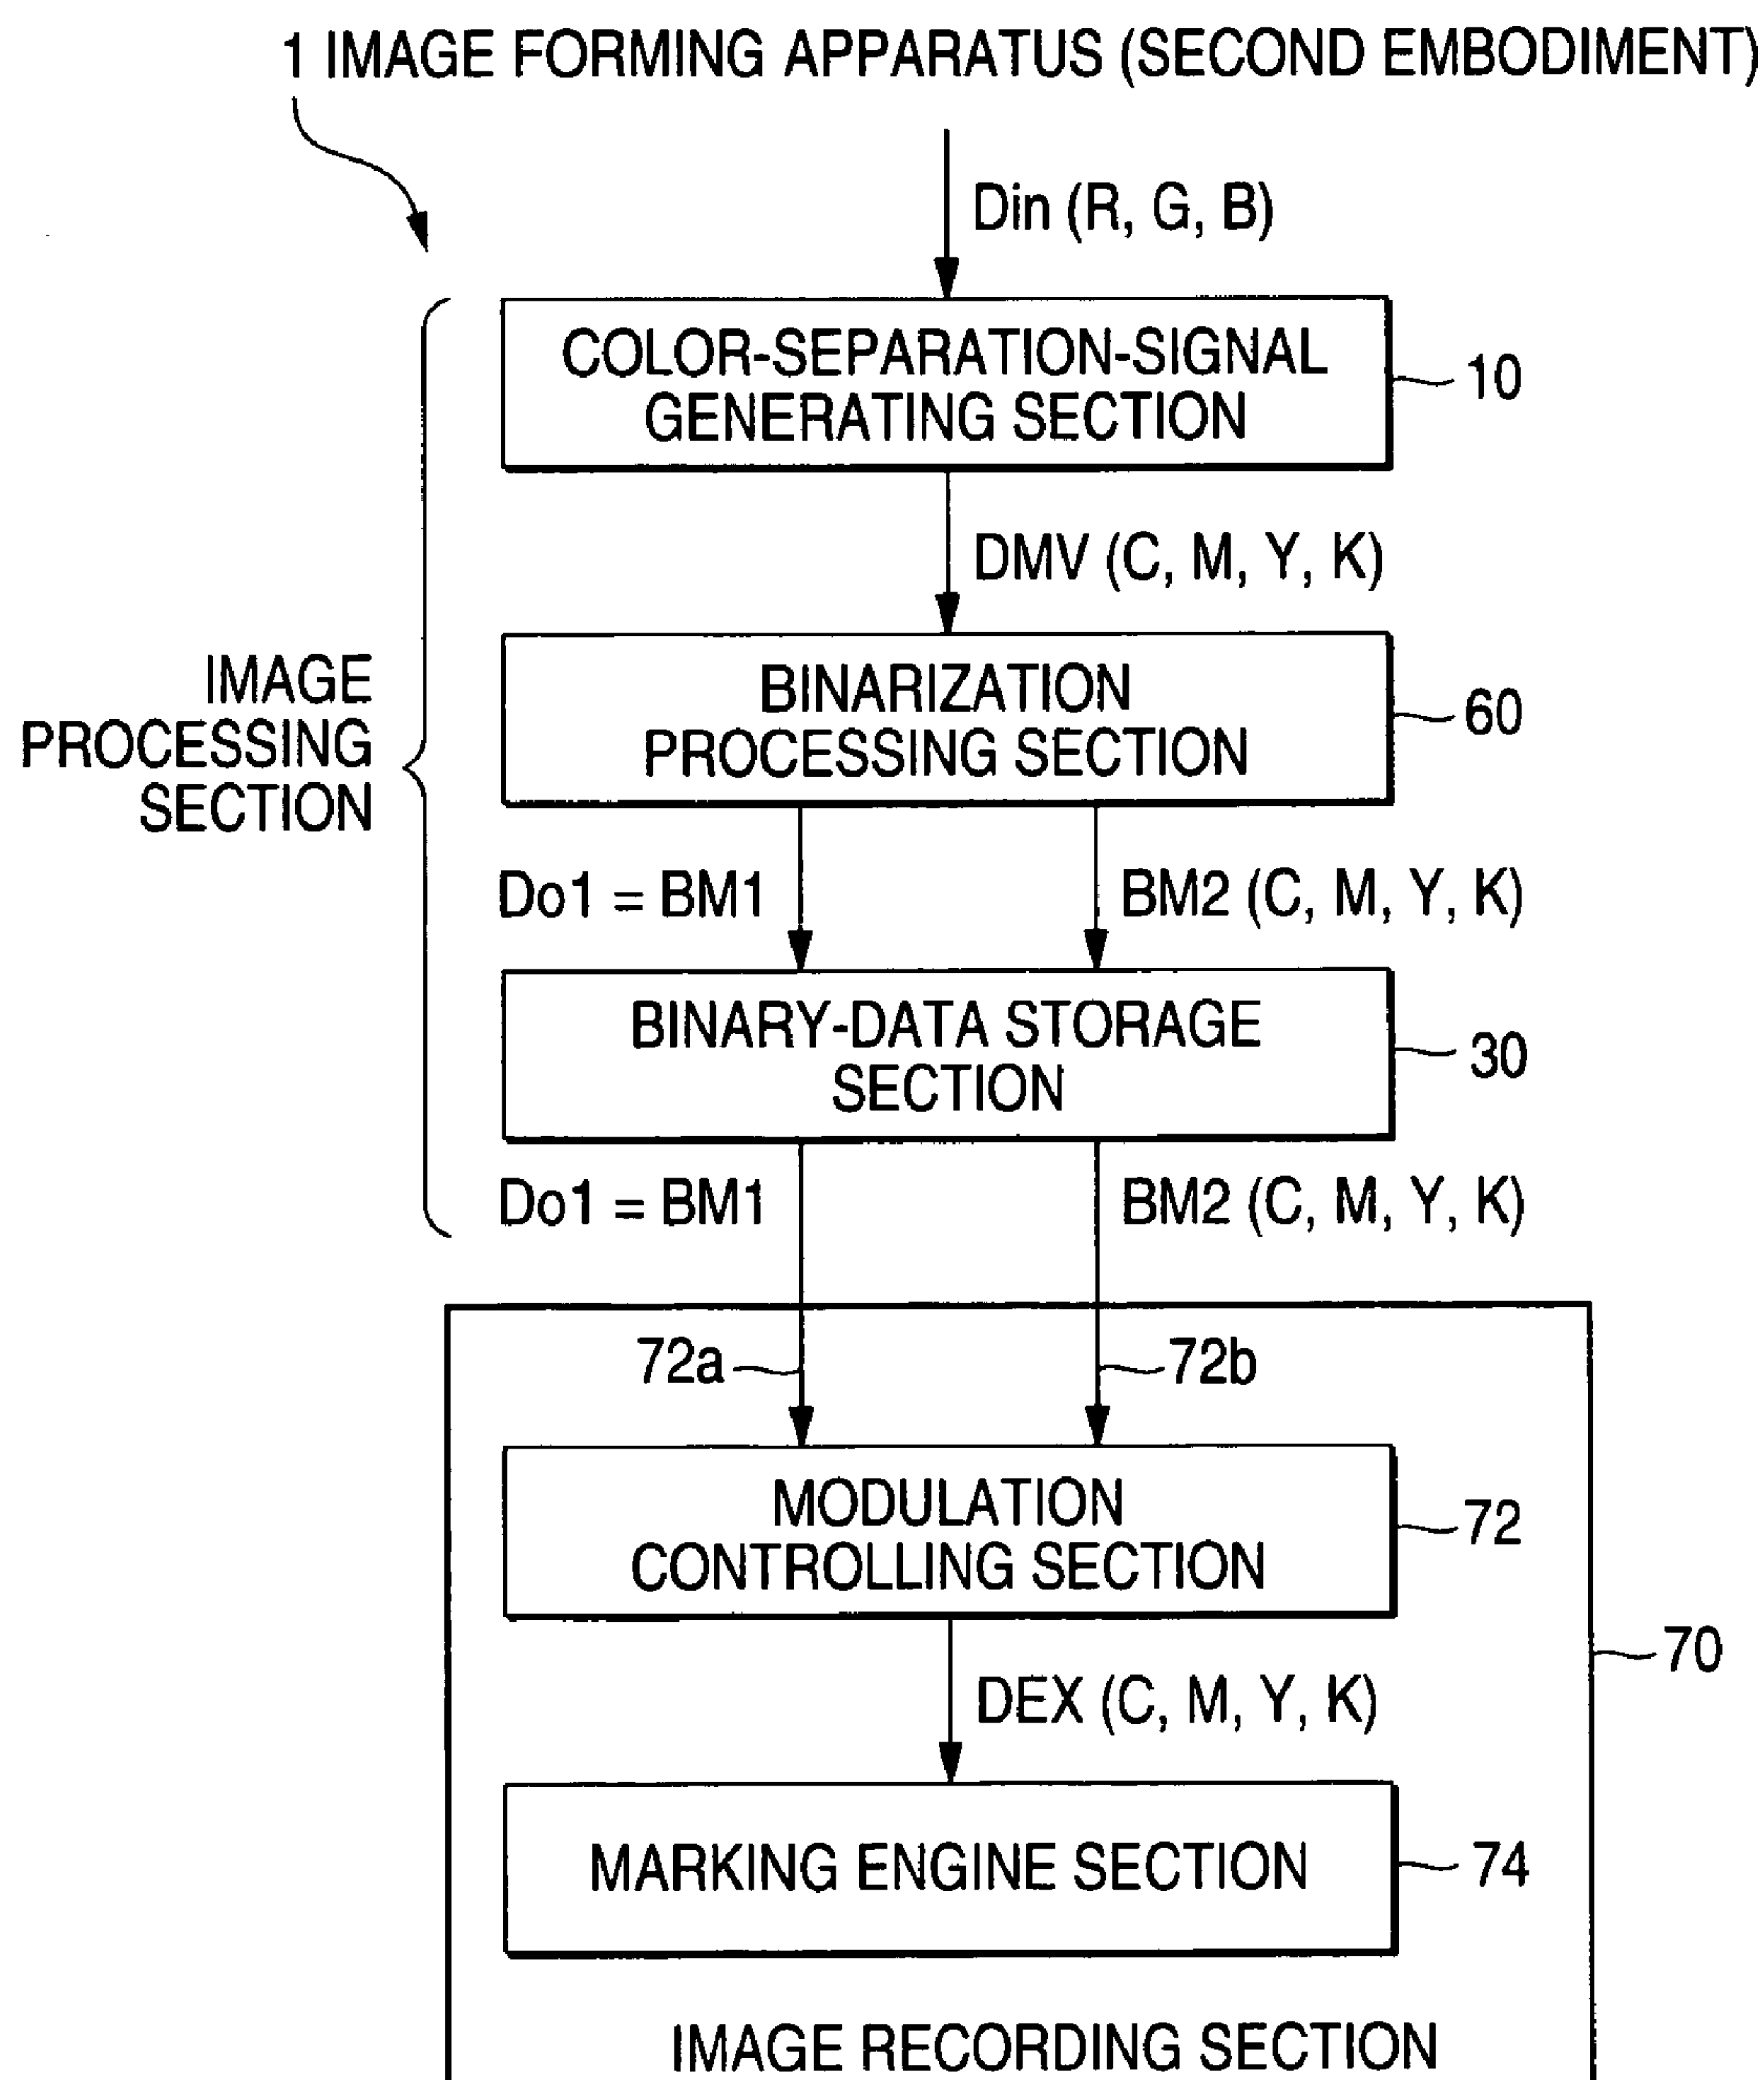 1 IMAGE FORMING APPARATUS (SECOND EMBODIMENT)
Din (R, G, B)
COLOR-SEPARATION-SIGNAL
GENERATING SECTION
10
DMV (C, M, Y, K)
IMAGE
PROCESSING
SECTION
BINARIZATION
PROCESSING SECTION
60
Do1 = BM1
BM2 (C, M, Y, K)
BINARY-DATA STORAGE
SECTION
30
Do1 = BM1
BM2 (C, M, Y, K)
72a
72b
MODULATION
CONTROLLING SECTION
72
70
DEX (C, M, Y, K)
MARKING ENGINE SECTION
74
IMAGE RECORDING SECTION